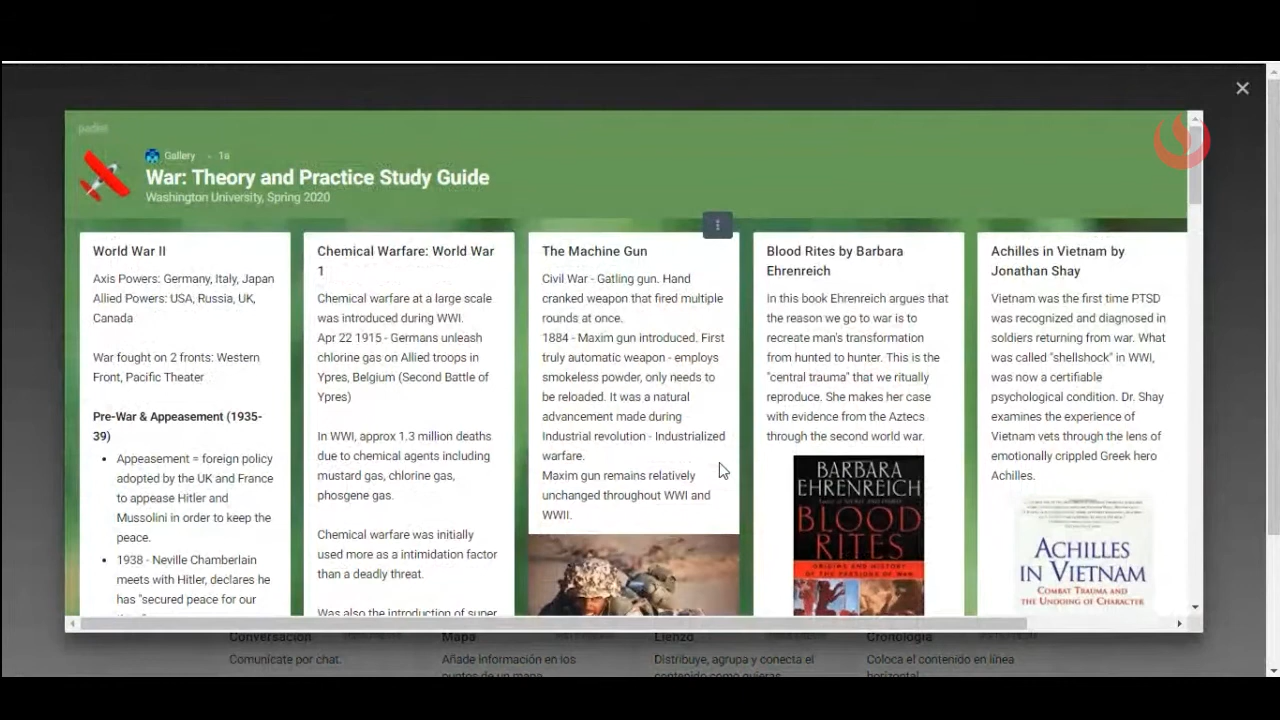 padlet
Gallery · 1a
War: Theory and Practice Study Guide
Washington University, Spring 2020
World War II
Axis Powers: Germany, Italy, Japan
Allied Powers: USA, Russia, UK,
Canada
War fought on 2 fronts: Western
Front, Pacific Theater
Pre-War & Appeasement (1935-
39)
• Appeasement = foreign policy
adopted by the UK and France
to appease Hitler and
Mussolini in order to keep the
peace.
• 1938 - Neville Chamberlain
meets with Hitler, declares he
has "secured peace for our
Chemical Warfare: World War
1
Chemical warfare at a large scale
was introduced during WWI.
Apr 22 1915 - Germans unleash
chlorine gas on Allied troops in
Ypres, Belgium (Second Battle of
Ypres)
In WWI, approx 1.3 million deaths
due to chemical agents including
mustard gas, chlorine gas,
phosgene gas.
Chemical warfare was initially
used more as a intimidation factor
than a deadly threat.
Was also the introduction of super
The Machine Gun
Civil War - Gatling gun. Hand
cranked weapon that fired multiple
rounds at once.
1884 - Maxim gun introduced. First
truly automatic weapon - employs
smokeless powder, only needs to
be reloaded. It was a natural
advancement made during
Industrial revolution - Industrialized
warfare.
Maxim gun remains relatively
unchanged throughout WWI and
WWII.
Blood Rites by Barbara
Ehrenreich
In this book Ehrenreich argues that
the reason we go to war is to
recreate man's transformation
from hunted to hunter. This is the
"central trauma" that we ritually
reproduce. She makes her case
with evidence from the Aztecs
through the second world war.
BARBARA
EHRENREICH
BLOOD
RITES
ORIGINS AND HISTORY
OF THE PASSIONS OF WAR
Achilles in Vietnam by
Jonathan Shay
Vietnam was the first time PTSD
was recognized and diagnosed in
soldiers returning from war. What
was called "shellshock" in WWI,
was now a certifiable
psychological condition. Dr. Shay
examines the experience of
Vietnam vets through the lens of
emotionally crippled Greek hero
Achilles.
ACHILLES
IN VIETNAM
COMBAT TRAUMA AND
THE UNDOING OF CHARACTER
Conversación
Comunícate por chat.
Mapa
Añade información en los
puntos de un mapa.
Lienzo
Distribuye, agrupa y conecta el
contenido como quieras.
Cronología
Coloca el contenido en línea
horizontal.